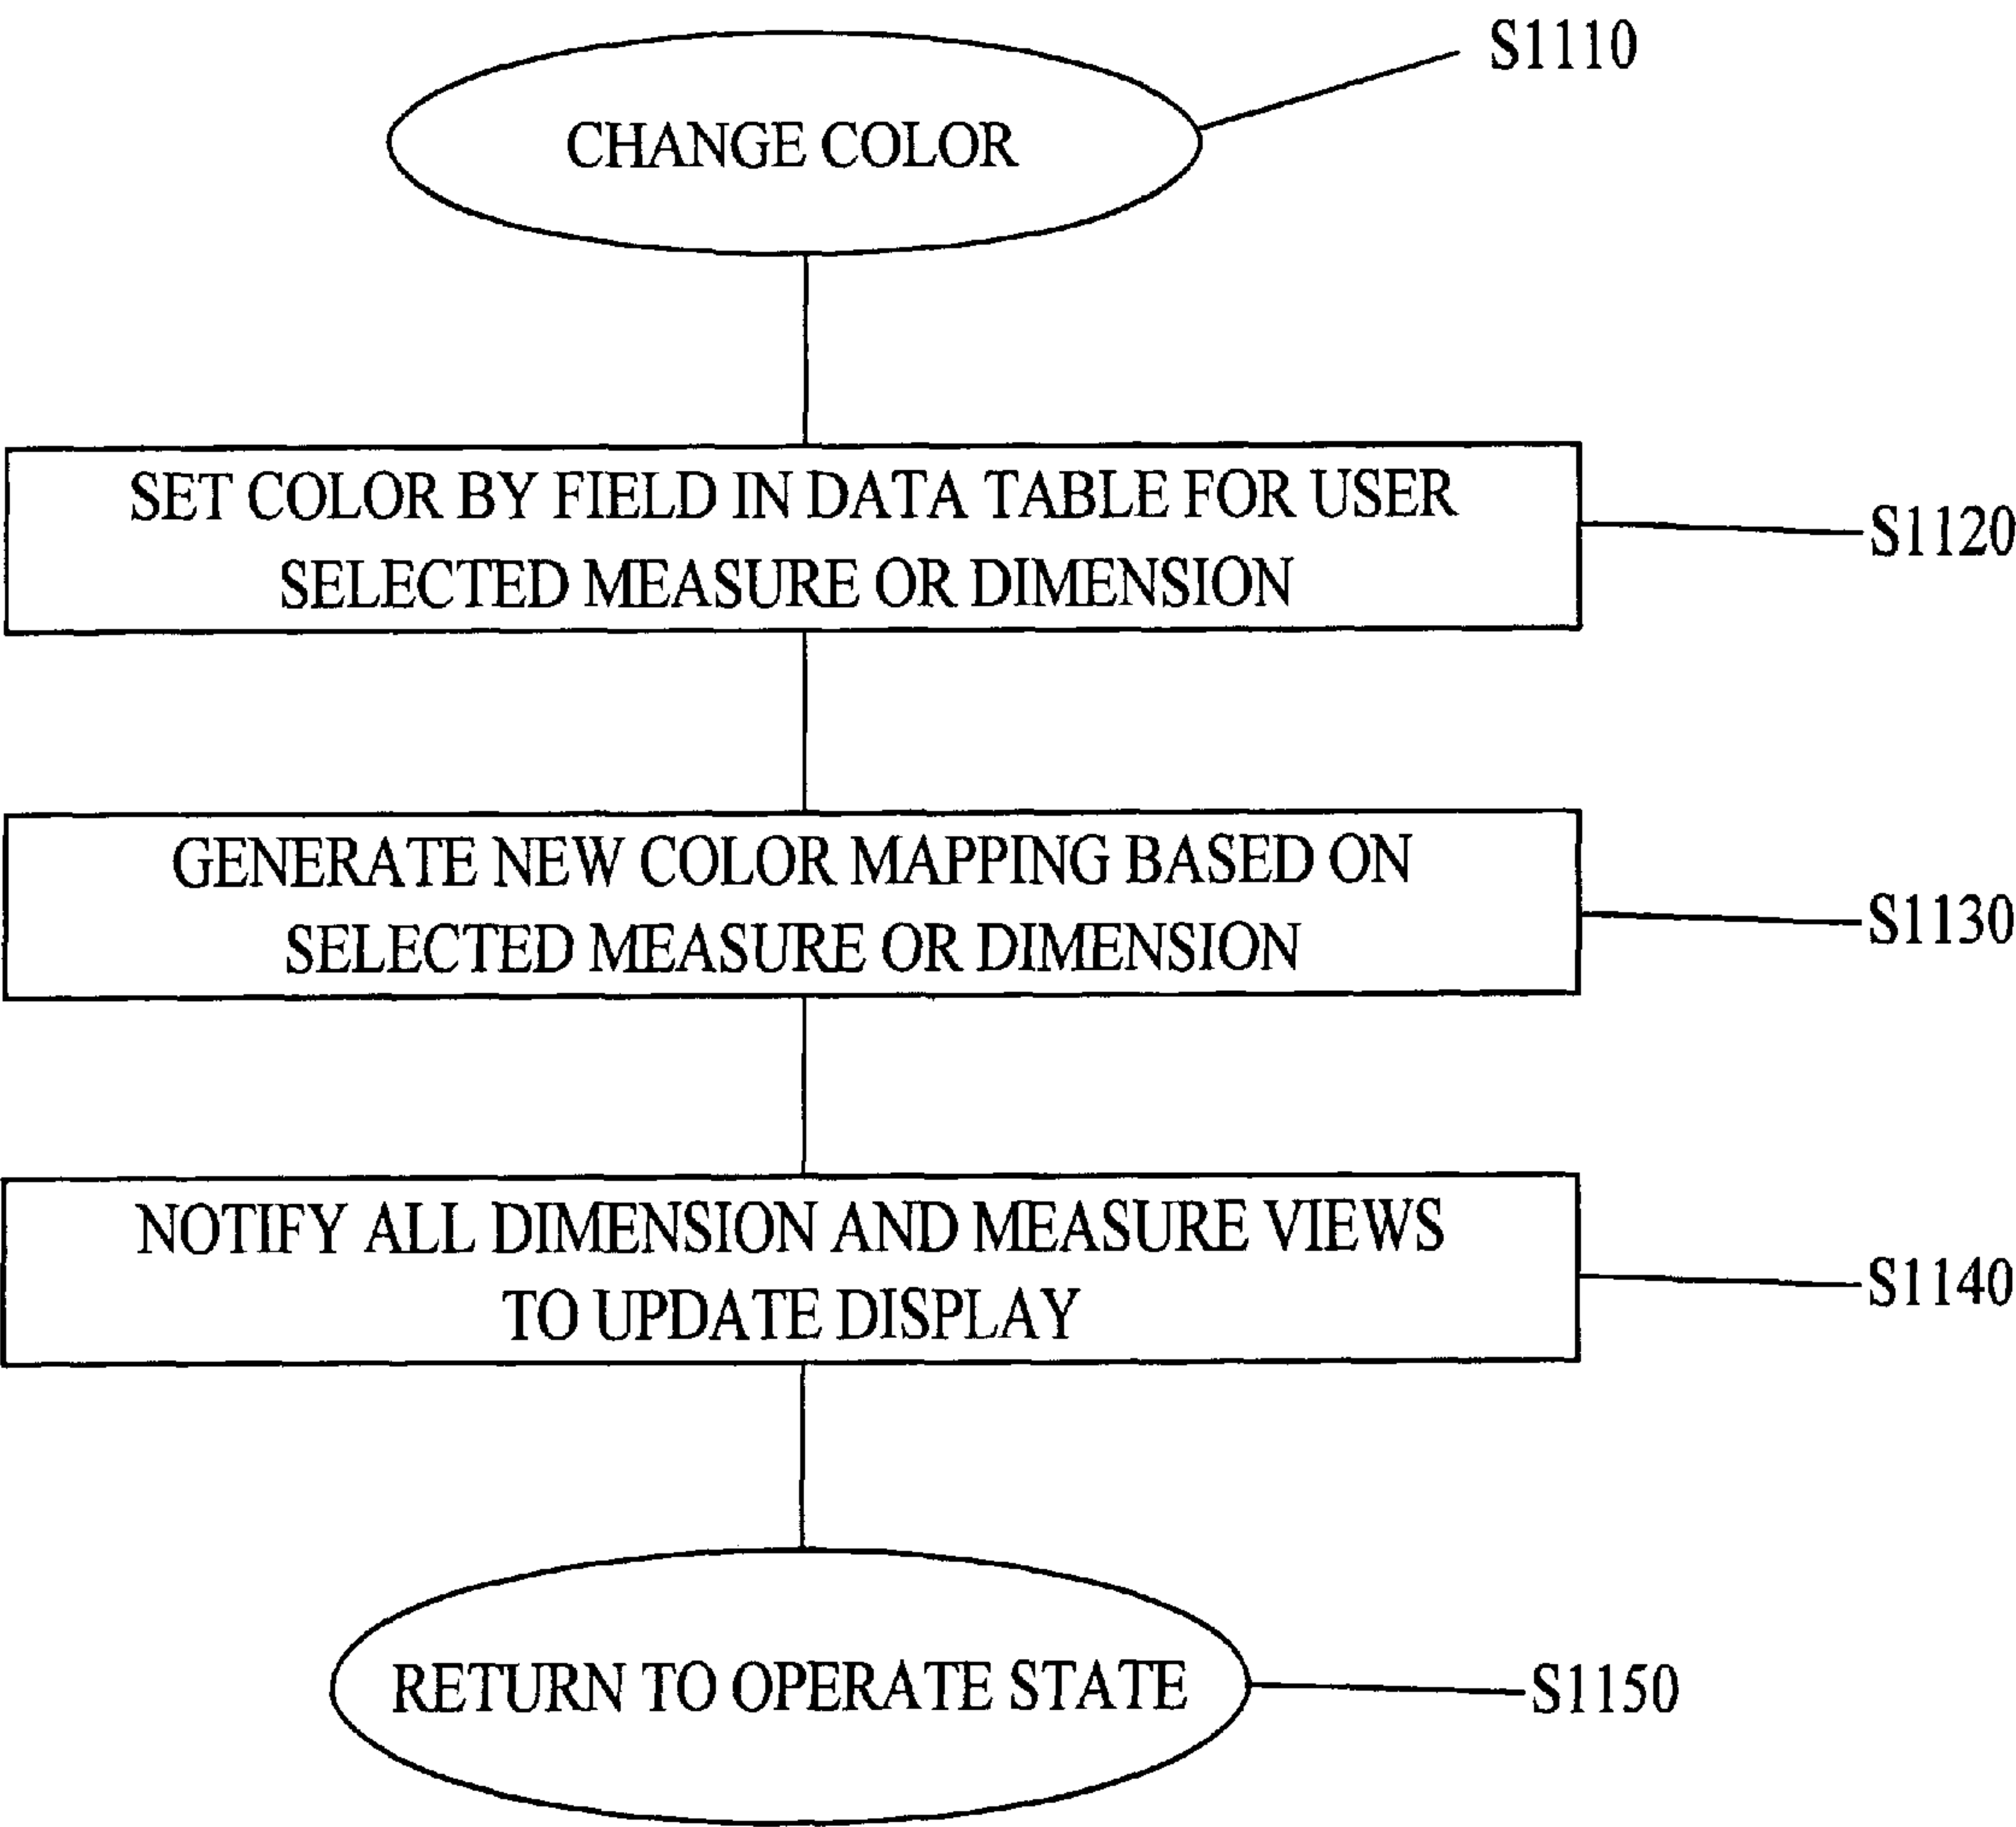 S1110
CHANGE COLOR
SET COLOR BY FIELD IN DATA TABLE FOR USER
SELECTED MEASURE OR DIMENSION
S1120
GENERATE NEW COLOR MAPPING BASED ON
SELECTED MEASURE OR DIMENSION
S1130
NOTIFY ALL DIMENSION AND MEASURE VIEWS
TO UPDATE DISPLAY
S1140
RETURN TO OPERATE STATE
S1150